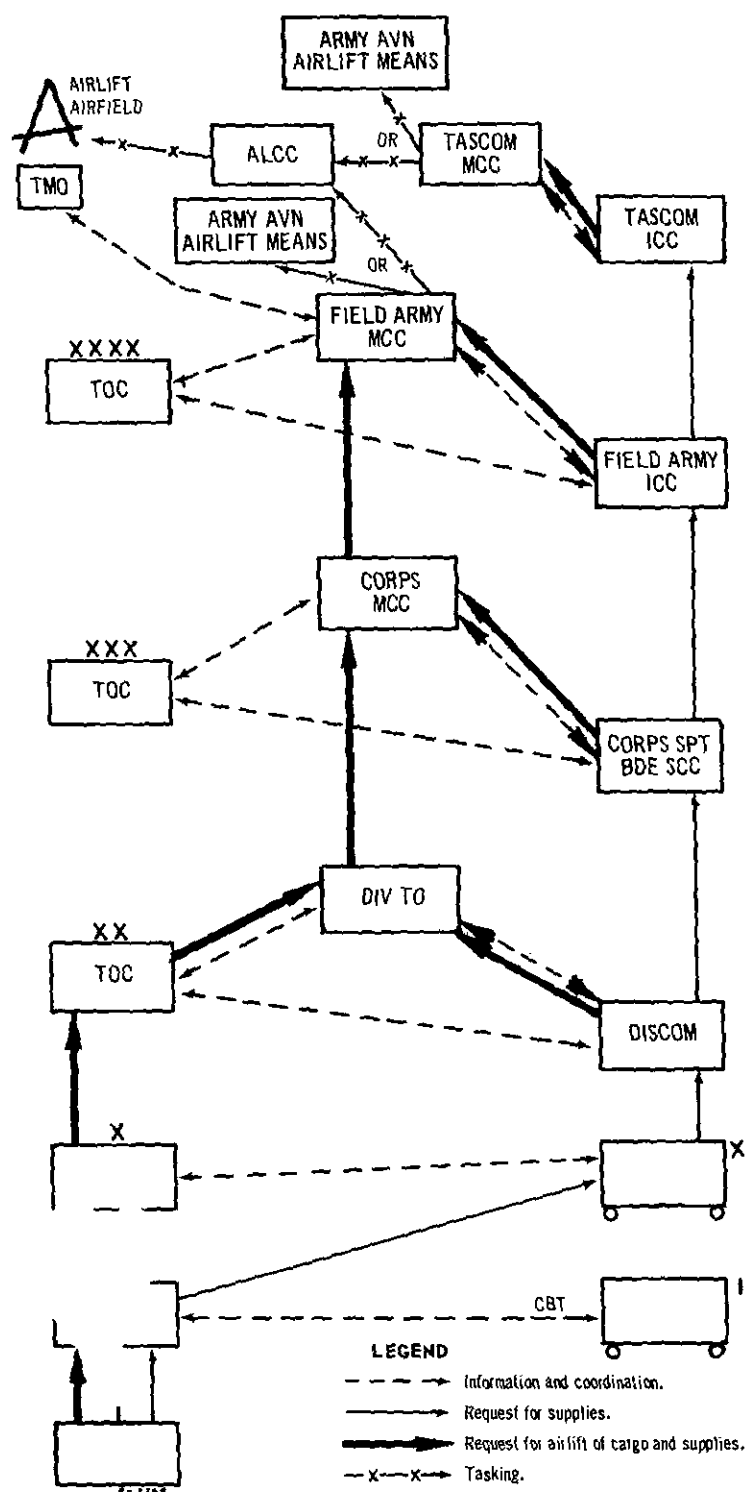 ARMY AVN
AIRLIFT MEANS
AIRLIFT
AIRFIELD
OR
X X
X
X X
ALCC
TASCOM
MCC
TMO
ARMY AVN
AIRLIFT MEANS
TASCOM
ICC
OR
X
X X X X
FIELD ARMY
MCC
XXXX
TOC
FIELD ARMY
ICC
CORPS
MCC
XXX
TOC
CORPS SPT
BDE SCC
DIV TO
XX
TOC
DISCOM
X
X
I
CBT
LEGEND
Information and coordination.
Request for supplies.
Request for airlift of cargo and supplies.
X X Tasking.